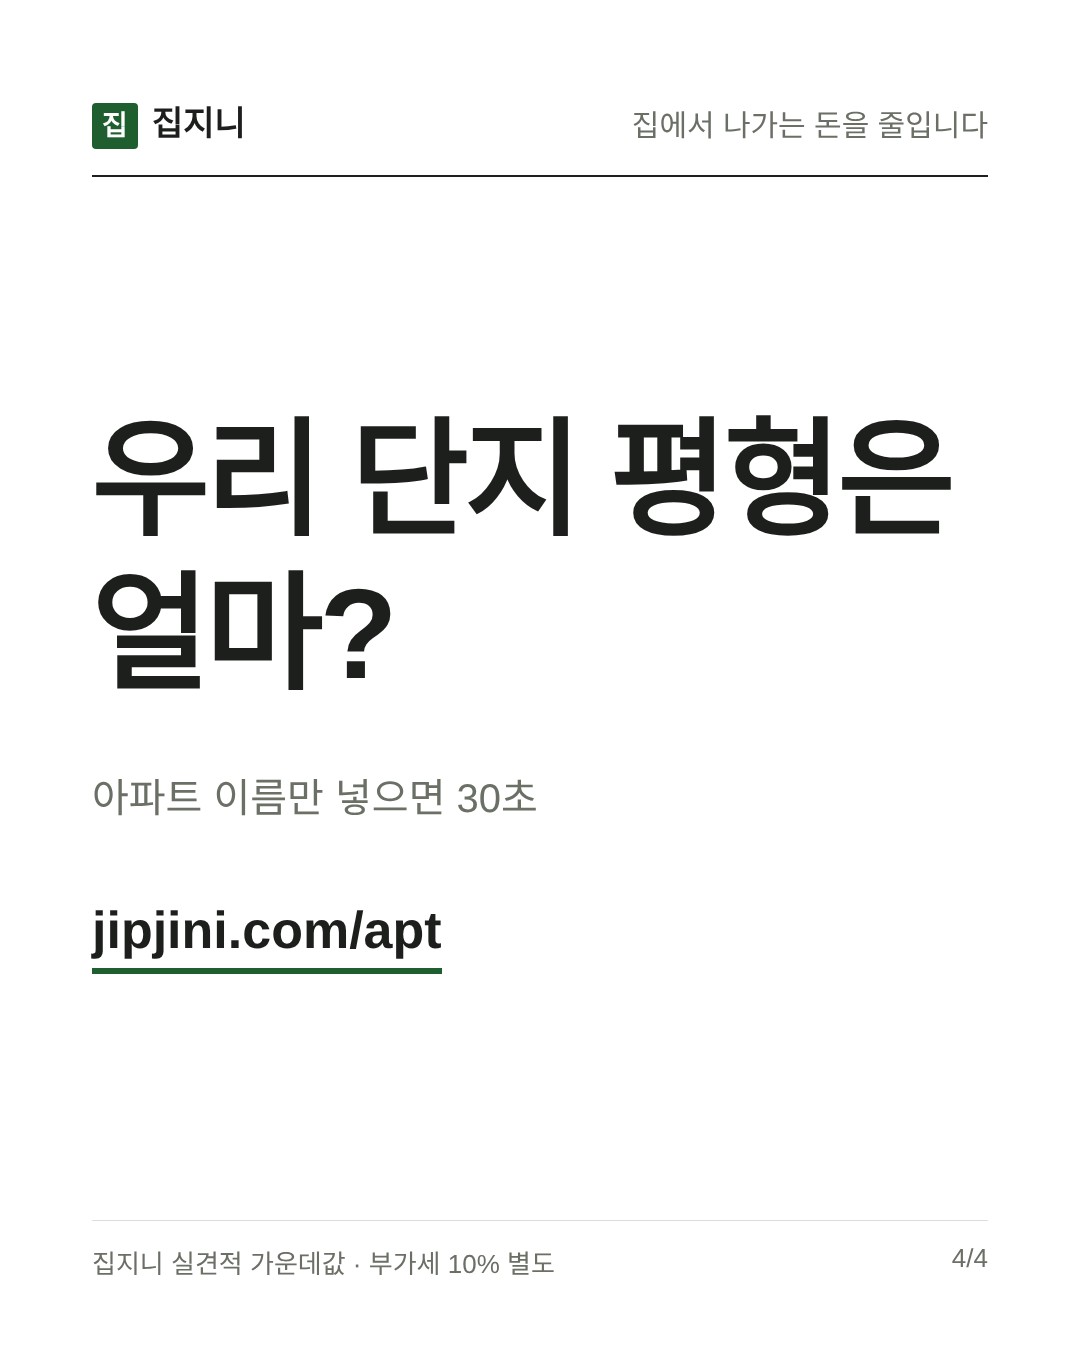 집 집지니
집에서 나가는 돈을 줄입니다
우리 단지 평형은
얼마?
아파트 이름만 넣으면 30초
jipjini.com/apt
집지니 실견적 가운데값 · 부가세 10% 별도
4/4